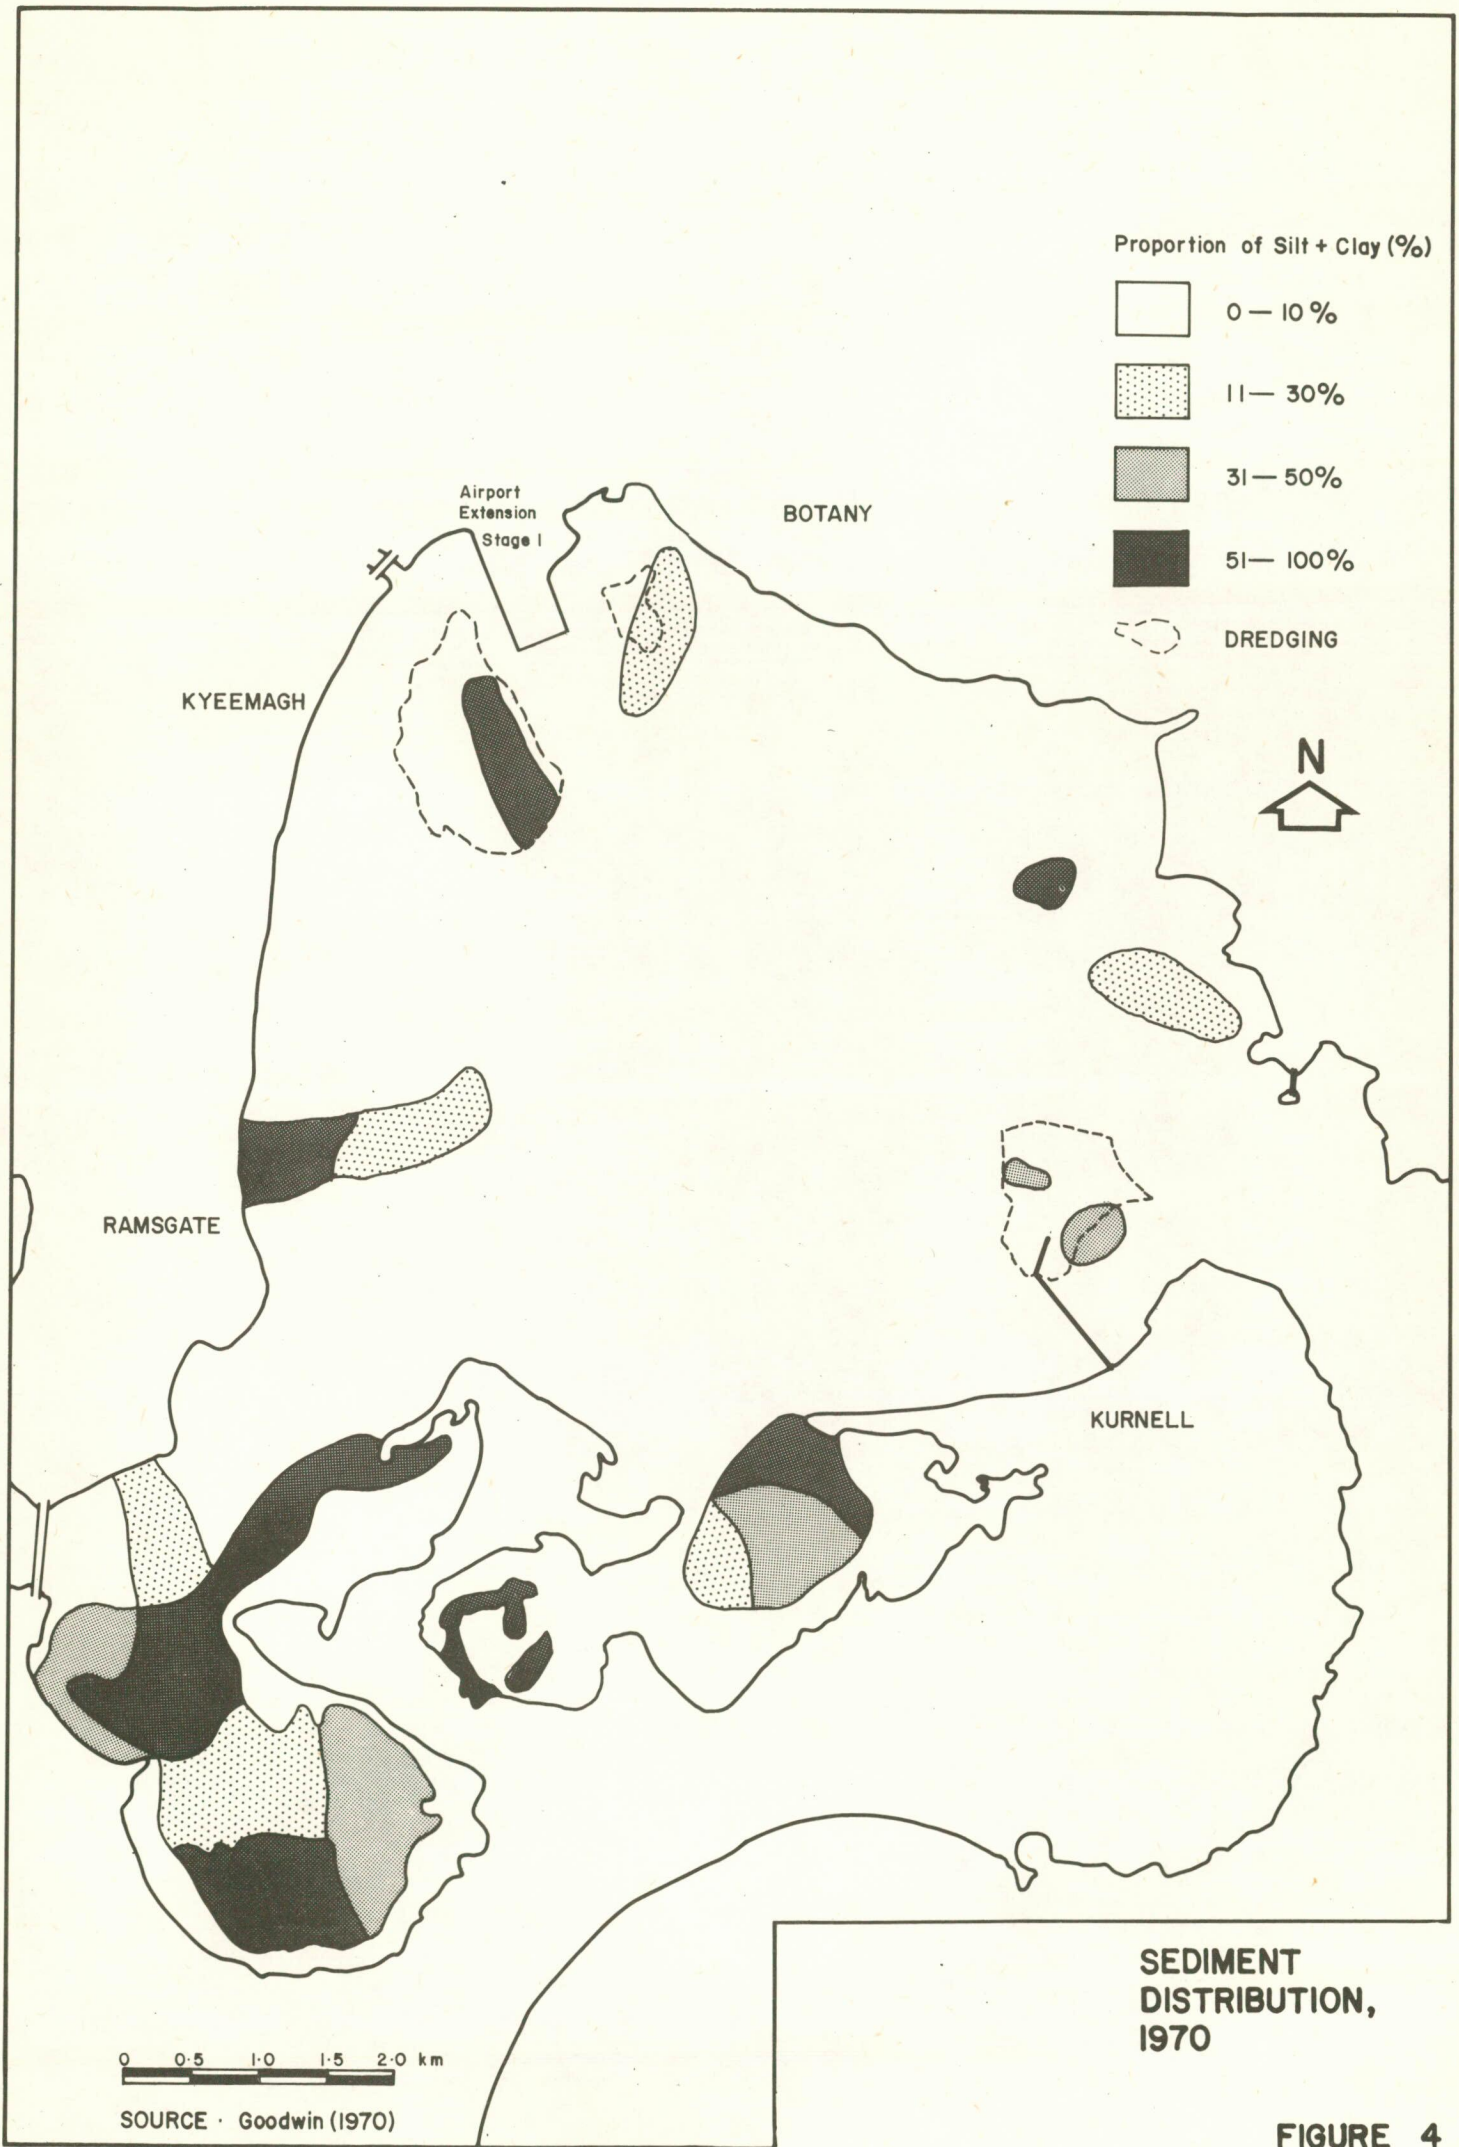 Proportion of Silt + Clay (%)
0 — 10 %
11 — 30%
31 — 50%
51 — 100%
DREDGING
Airport
Extension
Stage 1
BOTANY
KYEEMAGH
N
RAMSGATE
KURNELL
SEDIMENT
DISTRIBUTION,
1970
0 0·5 1·0 1·5 2·0 km
SOURCE · Goodwin (1970)
FIGURE 4